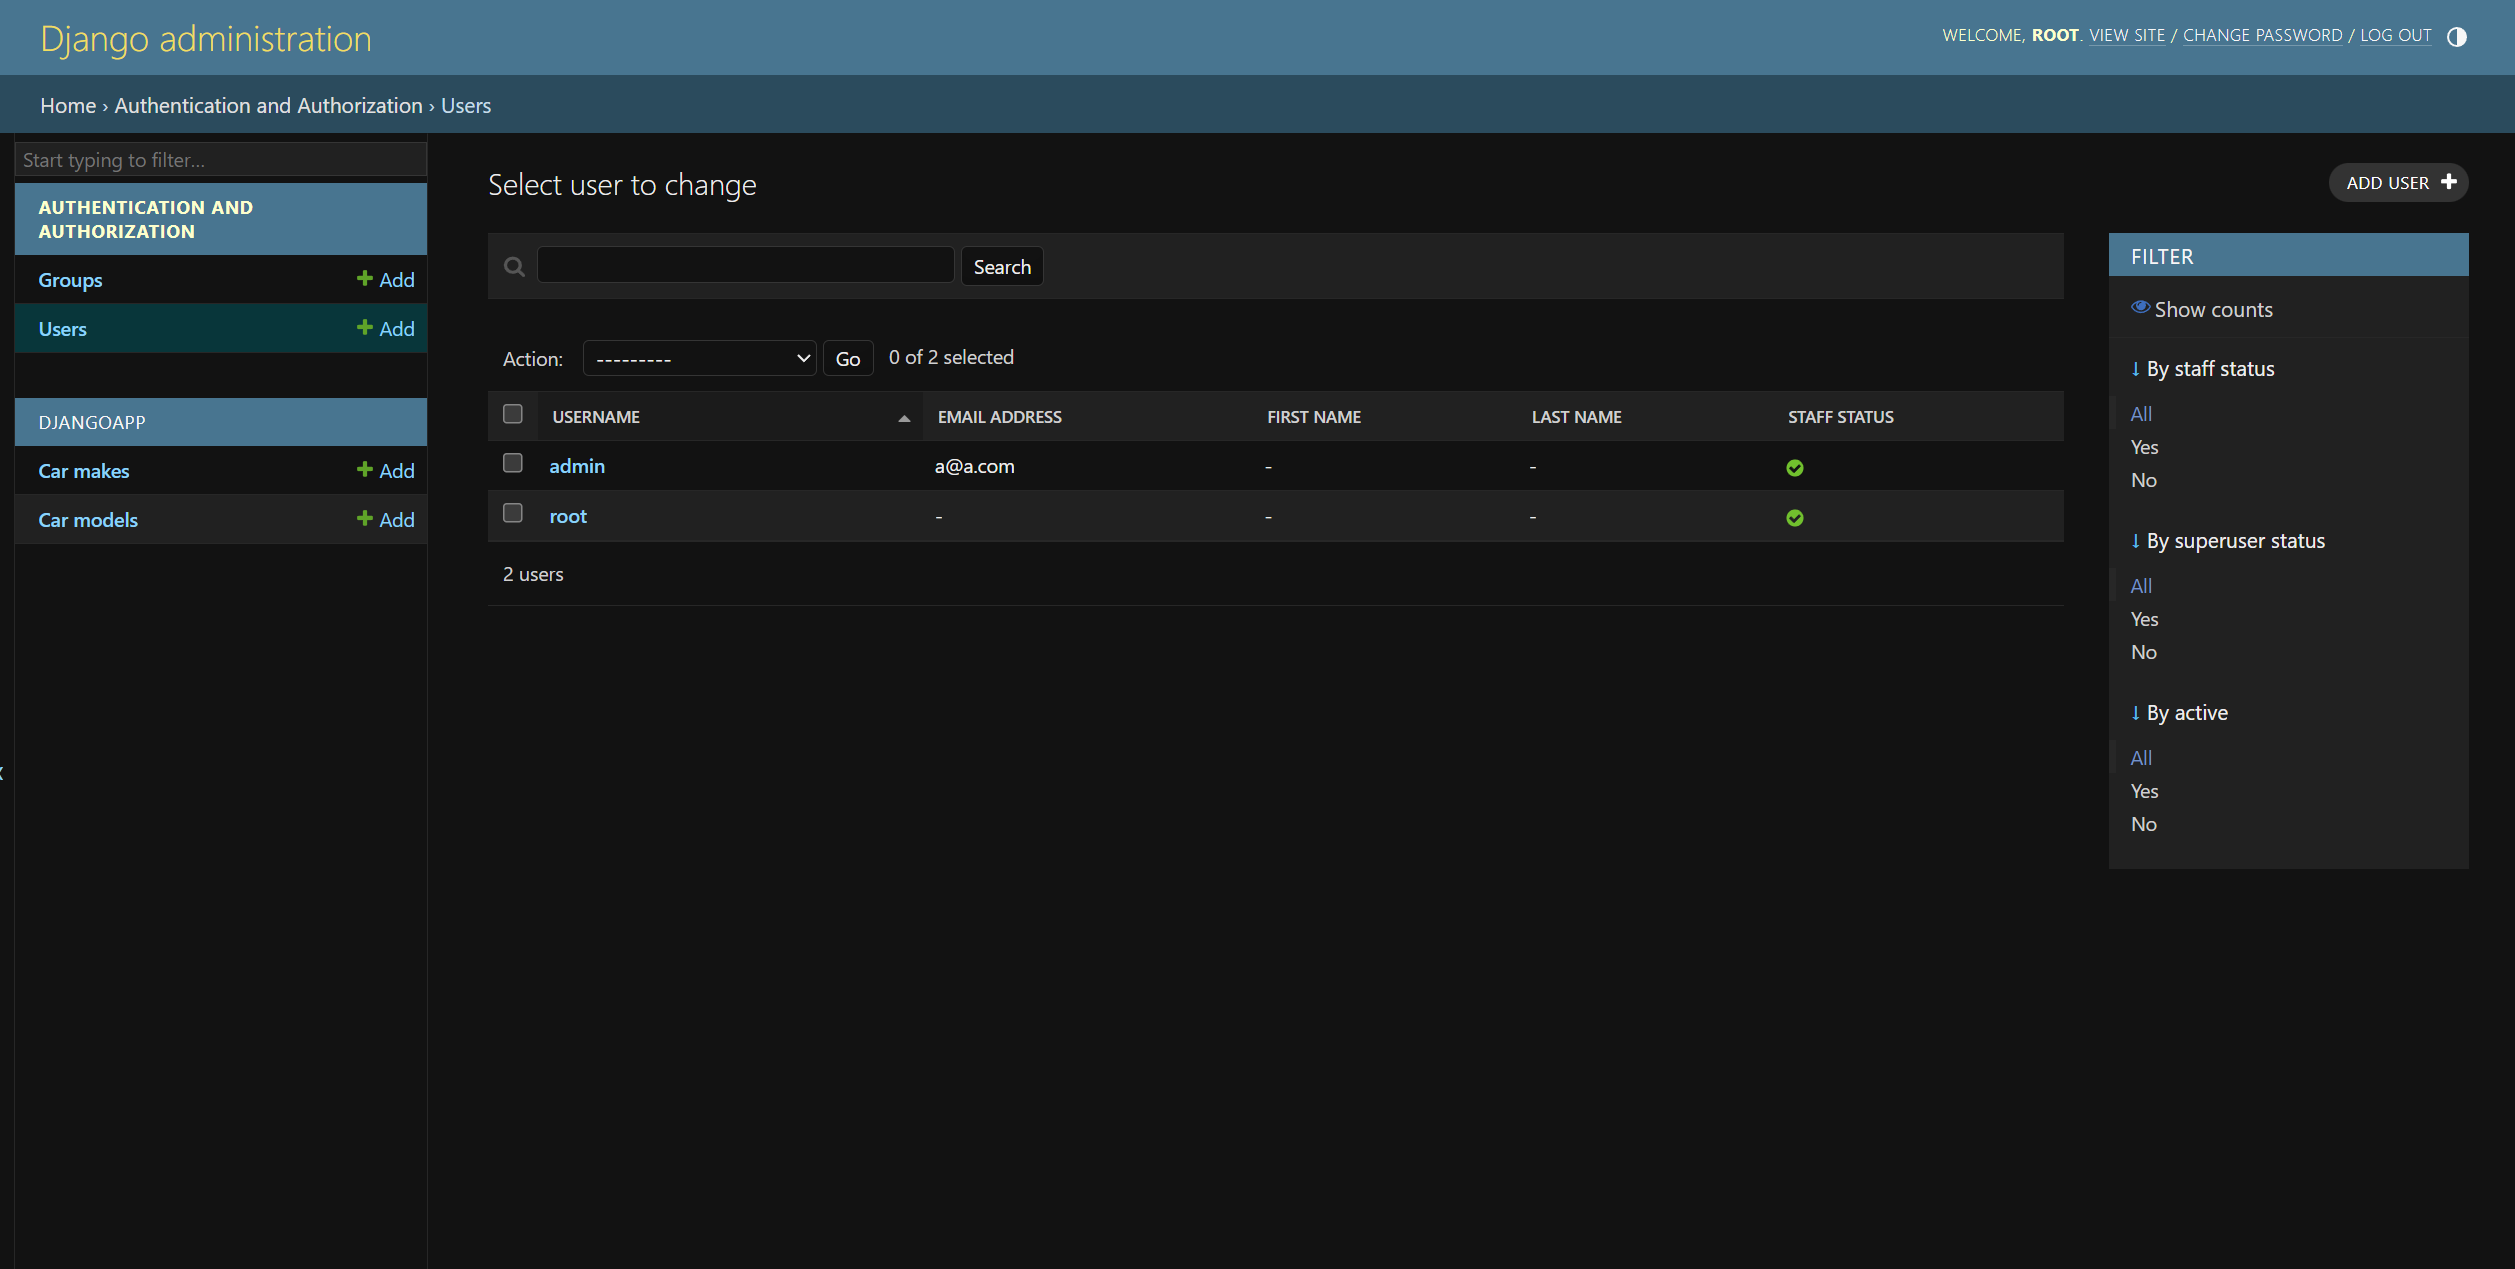 Django administration
WELCOME, ROOT. VIEW SITE / CHANGE PASSWORD / LOG OUT
Home › Authentication and Authorization › Users
Start typing to filter...
AUTHENTICATION AND
AUTHORIZATION
Groups + Add
Users + Add
DJANGOAPP
Car makes + Add
Car models + Add
Select user to change
ADD USER +
Search
Action: --------- Go 0 of 2 selected
USERNAME EMAIL ADDRESS FIRST NAME LAST NAME STAFF STATUS
admin a@a.com - -
root - - -
2 users
FILTER
Show counts
↓ By staff status
All
Yes
No
↓ By superuser status
All
Yes
No
↓ By active
All
Yes
No